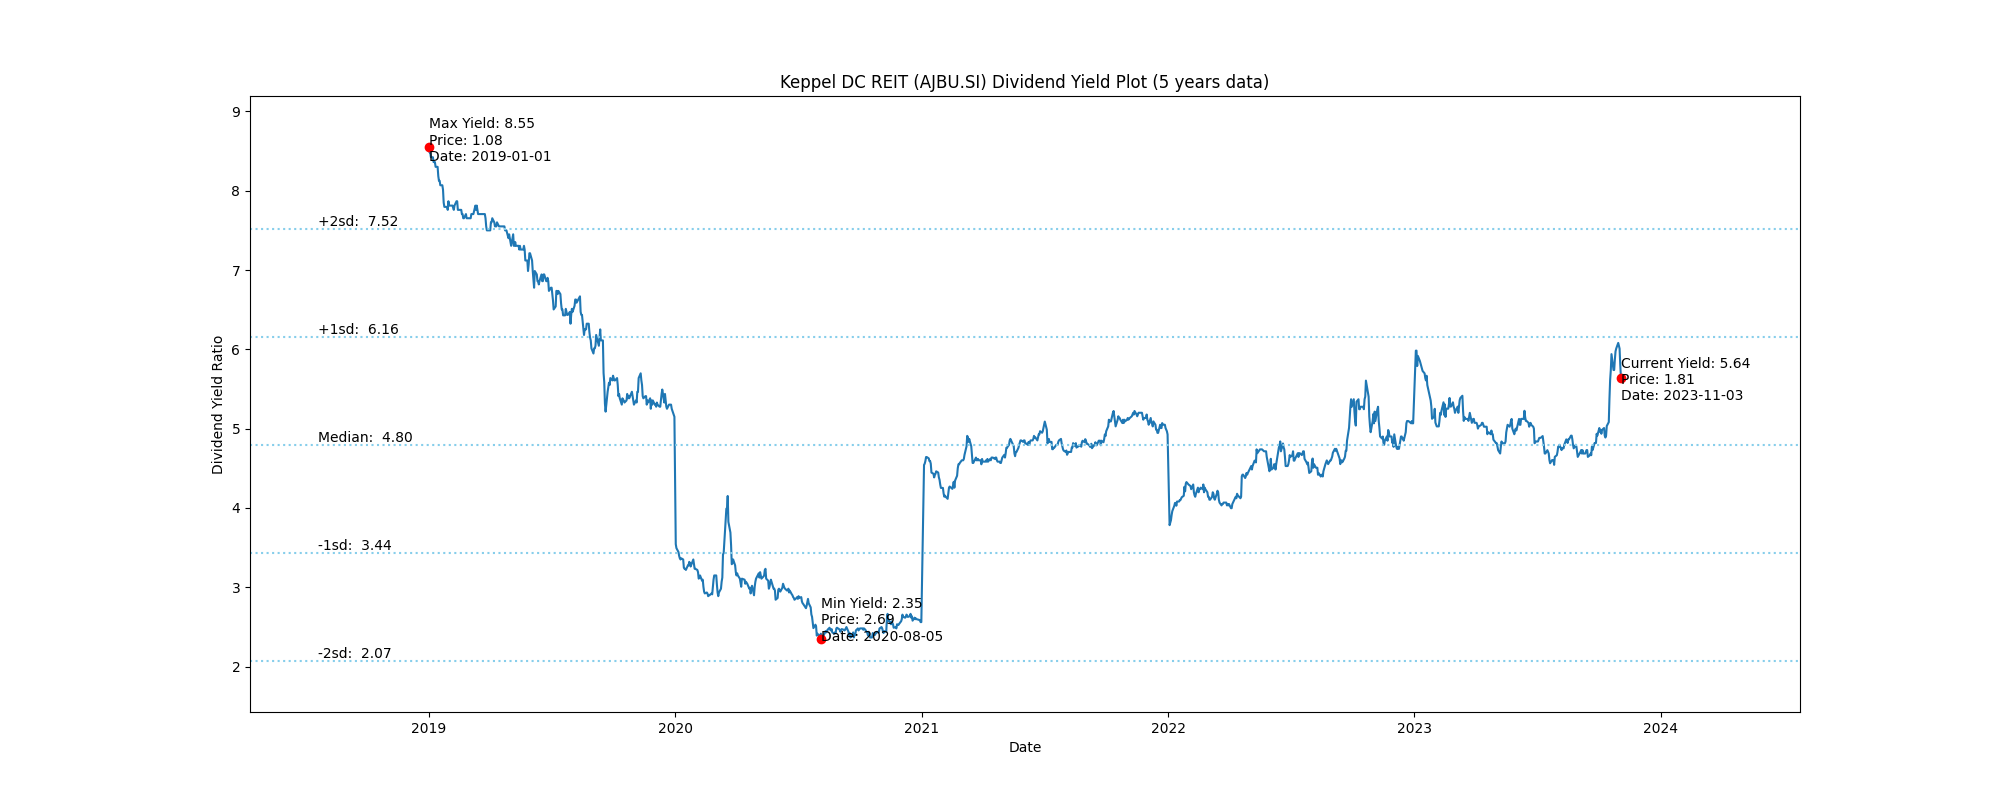 Keppel DC REIT (AJBU.SI) Dividend Yield Plot (5 years data)
Dividend Yield Ratio
9
8
7
6
5
4
3
2
Max Yield: 8.55
Price: 1.08
Date: 2019-01-01
+2sd: 7.52
+1sd: 6.16
Median: 4.80
-1sd: 3.44
-2sd: 2.07
Min Yield: 2.35
Price: 2.69
Date: 2020-08-05
Current Yield: 5.64
Price: 1.81
Date: 2023-11-03
2019
2020
2021
2022
2023
2024
Date